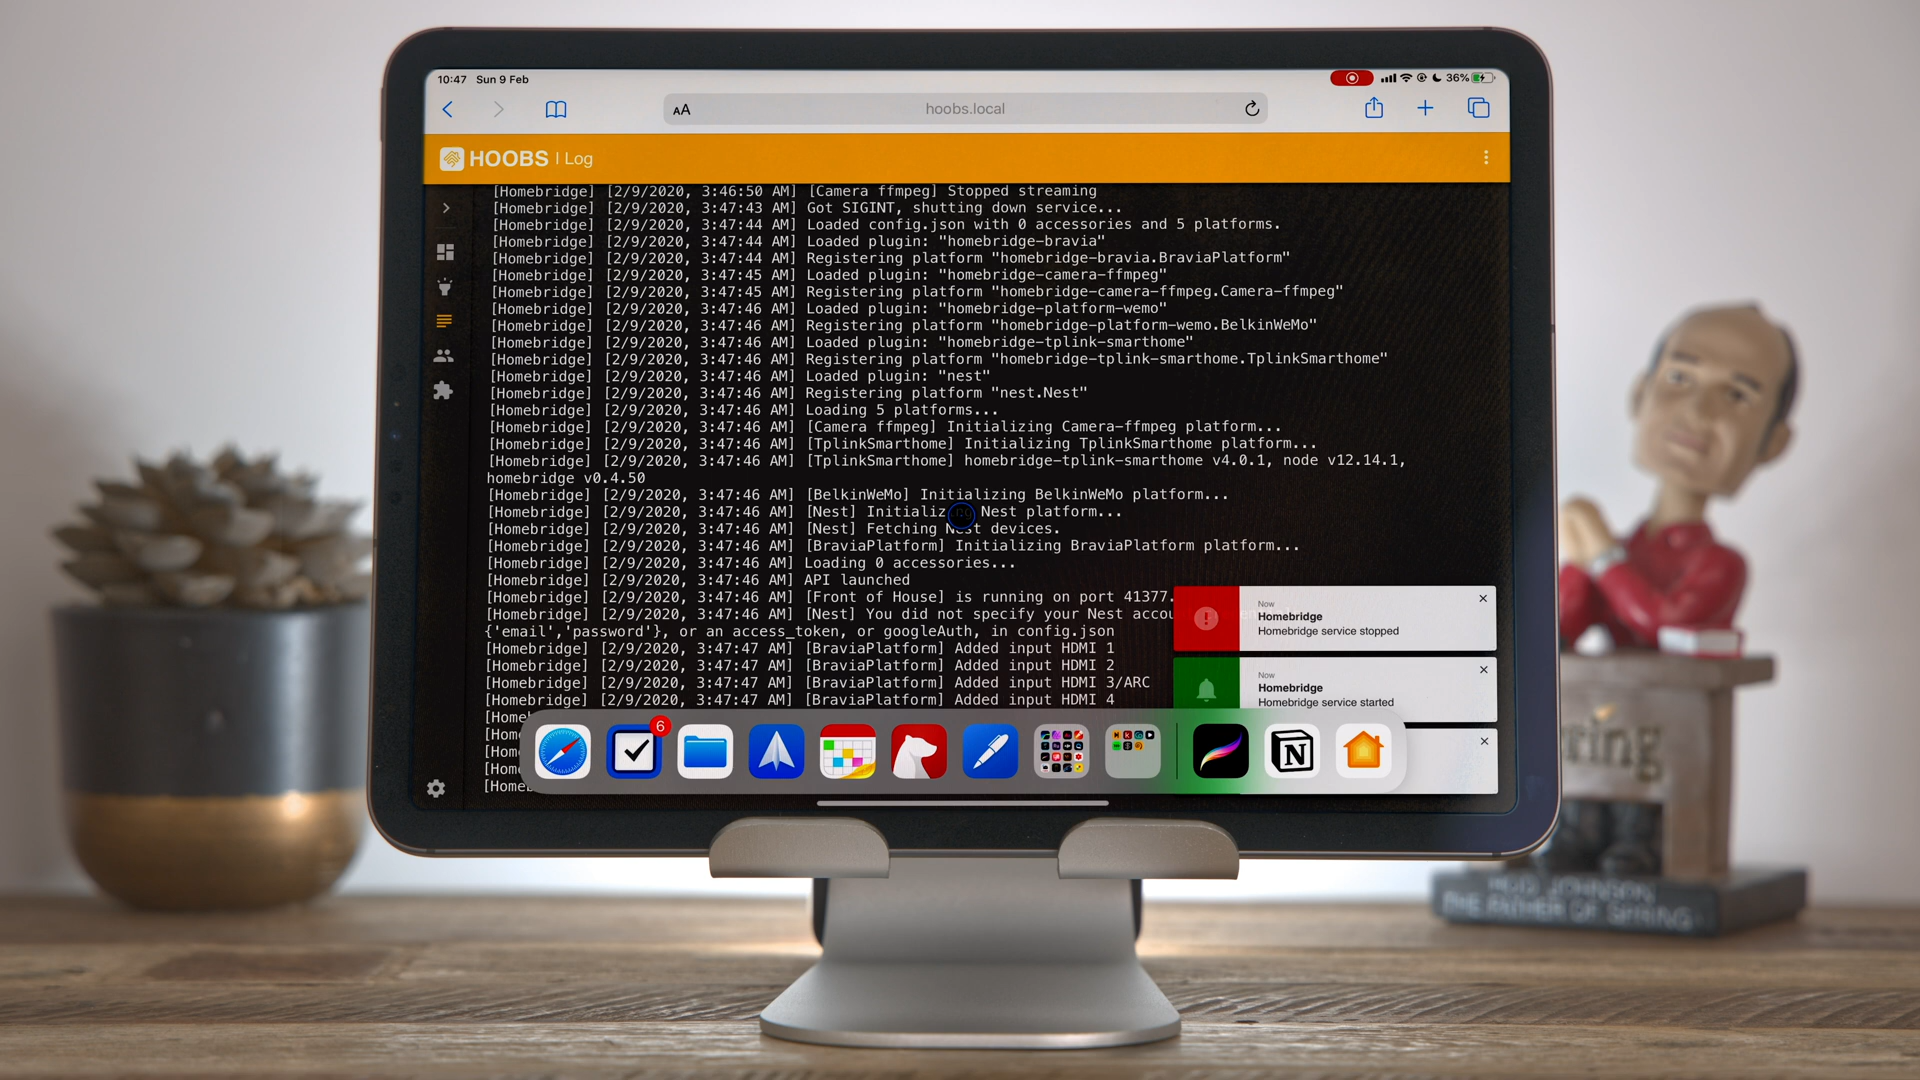 10:47 Sun 9 Feb
36%
AA
hoobs.local
HOOBS | Log
[Homebridge] [2/9/2020, 3:46:50 AM] [Camera ffmpeg] Stopped streaming
[Homebridge] [2/9/2020, 3:47:43 AM] Got SIGINT, shutting down service...
[Homebridge] [2/9/2020, 3:47:44 AM] Loaded config.json with 0 accessories and 5 platforms.
[Homebridge] [2/9/2020, 3:47:44 AM] Loaded plugin: "homebridge-bravia"
[Homebridge] [2/9/2020, 3:47:44 AM] Registering platform "homebridge-bravia.BraviaPlatform"
[Homebridge] [2/9/2020, 3:47:45 AM] Loaded plugin: "homebridge-camera-ffmpeg"
[Homebridge] [2/9/2020, 3:47:45 AM] Registering platform "homebridge-camera-ffmpeg.Camera-ffmpeg"
[Homebridge] [2/9/2020, 3:47:46 AM] Loaded plugin: "homebridge-platform-wemo"
[Homebridge] [2/9/2020, 3:47:46 AM] Registering platform "homebridge-platform-wemo.BelkinWeMo"
[Homebridge] [2/9/2020, 3:47:46 AM] Loaded plugin: "homebridge-tplink-smarthome"
[Homebridge] [2/9/2020, 3:47:46 AM] Registering platform "homebridge-tplink-smarthome.TplinkSmarthome"
[Homebridge] [2/9/2020, 3:47:46 AM] Loaded plugin: "nest"
[Homebridge] [2/9/2020, 3:47:46 AM] Registering platform "nest.Nest"
[Homebridge] [2/9/2020, 3:47:46 AM] Loading 5 platforms...
[Homebridge] [2/9/2020, 3:47:46 AM] [Camera ffmpeg] Initializing Camera-ffmpeg platform...
[Homebridge] [2/9/2020, 3:47:46 AM] [TplinkSmarthome] Initializing TplinkSmarthome platform...
[Homebridge] [2/9/2020, 3:47:46 AM] [TplinkSmarthome] homebridge-tplink-smarthome v4.0.1, node v12.14.1,
homebridge v0.4.50
[Homebridge] [2/9/2020, 3:47:46 AM] [BelkinWeMo] Initializing BelkinWeMo platform...
[Homebridge] [2/9/2020, 3:47:46 AM] [Nest] Initializing Nest platform...
[Homebridge] [2/9/2020, 3:47:46 AM] [Nest] Fetching Nest devices.
[Homebridge] [2/9/2020, 3:47:46 AM] [BraviaPlatform] Initializing BraviaPlatform platform...
[Homebridge] [2/9/2020, 3:47:46 AM] Loading 0 accessories...
[Homebridge] [2/9/2020, 3:47:46 AM] API launched
[Homebridge] [2/9/2020, 3:47:46 AM] [Front of House] is running on port 41377.
[Homebridge] [2/9/2020, 3:47:46 AM] [Nest] You did not specify your Nest accou
{'email','password'}, or an access_token, or googleAuth, in config.json
[Homebridge] [2/9/2020, 3:47:47 AM] [BraviaPlatform] Added input HDMI 1
[Homebridge] [2/9/2020, 3:47:47 AM] [BraviaPlatform] Added input HDMI 2
[Homebridge] [2/9/2020, 3:47:47 AM] [BraviaPlatform] Added input HDMI 3/ARC
[Homebridge] [2/9/2020, 3:47:47 AM] [BraviaPlatform] Added input HDMI 4
[Home
[Home
[Home
[Home
[Home
Now
Homebridge
Homebridge service stopped
Now
Homebridge
Homebridge service started
6
N
ring
ROD JOHNSON
THE FATHER OF SPRING